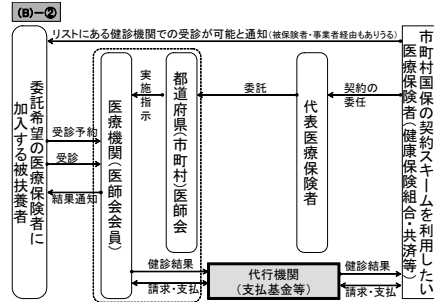 (B)-②
リストにある健診機関での受診が可能と通知(被保険者・事業者経由もありうる)
委託希望の医療保険者に
加入する被扶養者
受診予約
受診
結果通知
医療機関(医師会会員)
実施指示
都道府県(市町村)医師会
委託
代表医療保険者
契約の
委任
市町村国保の契約スキームを利用したい
医療保険者(健康保険組合・共済等)
健診結果
請求・支払
代行機関
(支払基金等)
健診結果
請求・支払